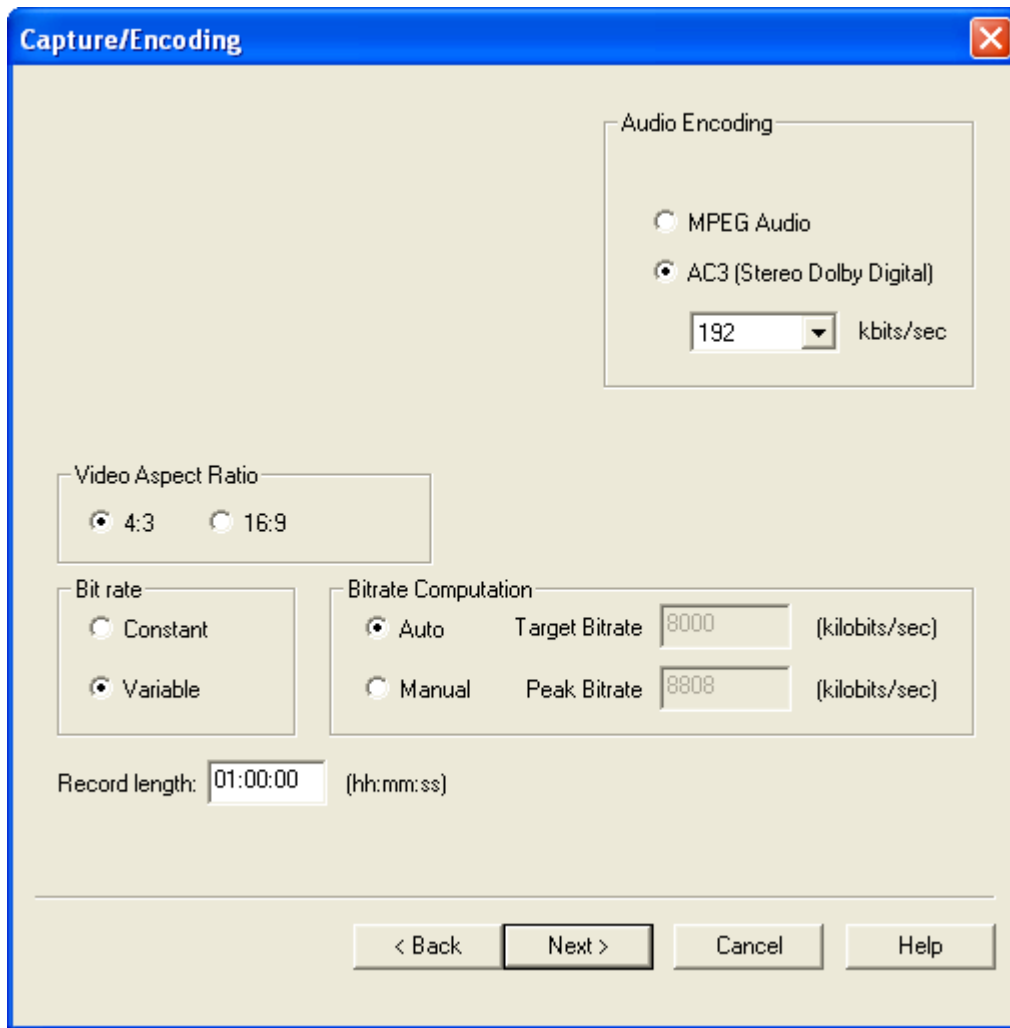 Capture/Encoding
Audio Encoding
MPEG Audio
AC3 (Stereo Dolby Digital)
192 kbits/sec
Video Aspect Ratio
4:3 16:9
Bit rate
Constant
Variable
Bitrate Computation
Auto Target Bitrate 8000 (kilobits/sec)
Manual Peak Bitrate 8808 (kilobits/sec)
Record length: 01:00:00 (hh:mm:ss)
< Back Next > Cancel Help